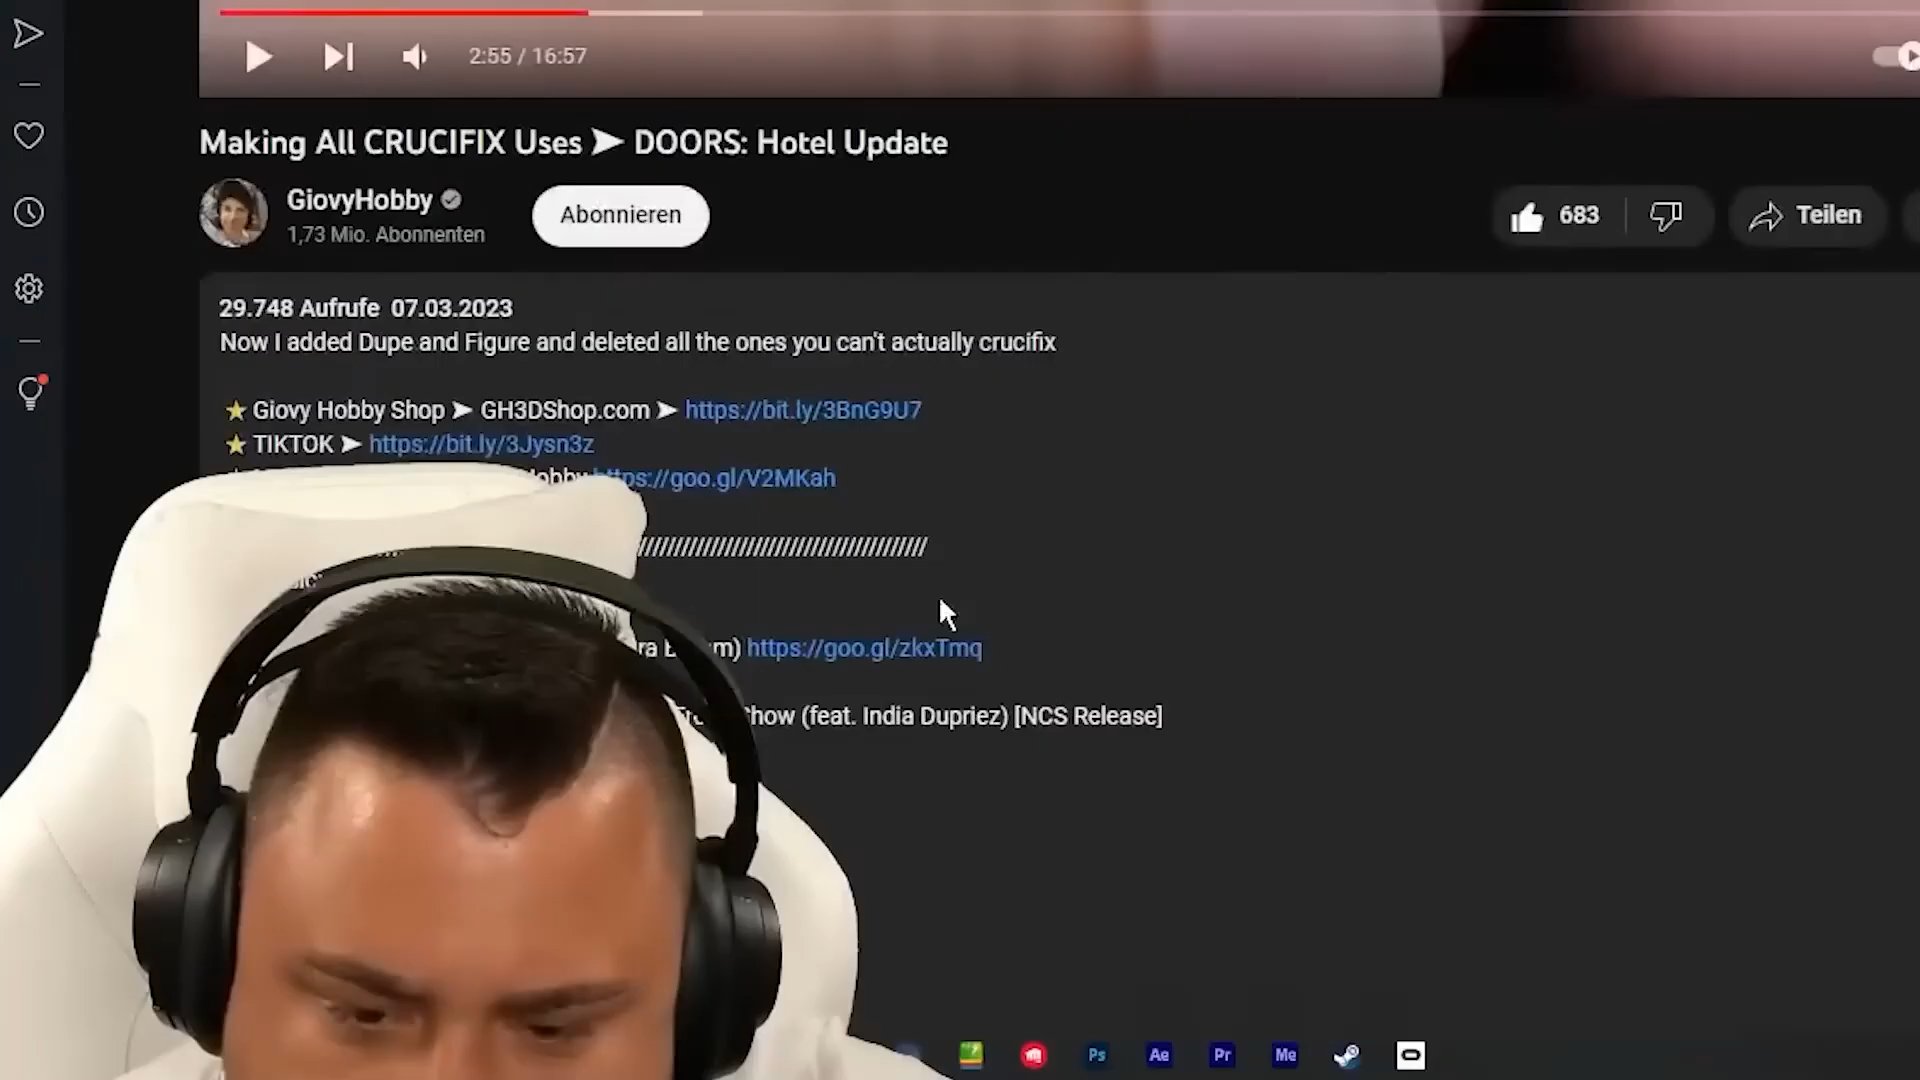 2:55 / 16:57
Making All CRUCIFIX Uses ➤ DOORS: Hotel Update
GiovyHobby
1,73 Mio. Abonnenten
Abonnieren
683
Teilen
29.748 Aufrufe 07.03.2023
Now I added Dupe and Figure and deleted all the ones you can't actually crucifix
★ Giovy Hobby Shop ➤ GH3DShop.com ➤ https://bit.ly/3BnG9U7
★ TIKTOK ➤ https://bit.ly/3Jysn3z
https://goo.gl/V2MKah
////////////////////////////////////////////
https://goo.gl/zkxTmq
Show (feat. India Dupriez) [NCS Release]
Ps
Ae
Pr
Me